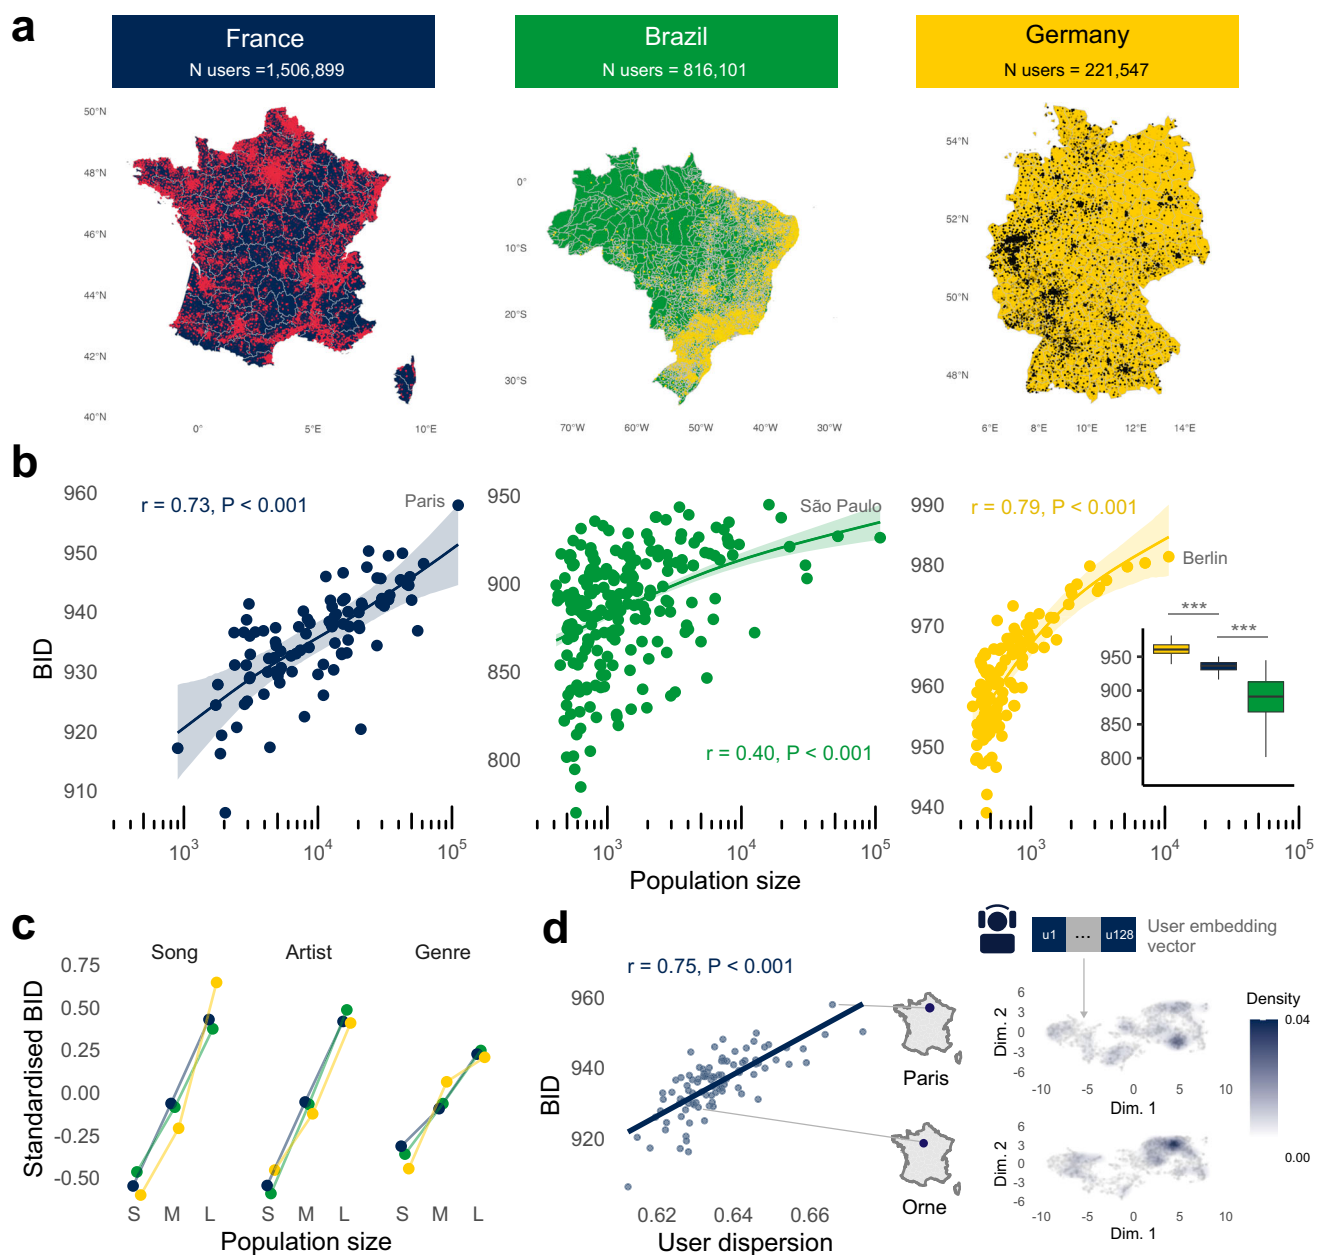 a
France
N users =1,506,899
Brazil
N users = 816,101
Germany
N users = 221,547
50°N
48°N
46°N
44°N
42°N
40°N
0°
5°E
10°E
0°
10°S
20°S
30°S
70°W
60°W
50°W
40°W
30°W
54°N
52°N
50°N
48°N
6°E
8°E
10°E
12°E
14°E
b
BID
960
950
940
930
920
910
r = 0.73, P < 0.001
Paris
10³
10⁴
10⁵
950
900
850
800
São Paulo
r = 0.40, P < 0.001
10³
10⁴
10⁵
990
980
970
960
950
940
r = 0.79, P < 0.001
Berlin
***
***
950
900
850
800
10³
10⁴
10⁵
Population size
c
Standardised BID
0.75
0.50
0.25
0.00
-0.25
-0.50
Song
Artist
Genre
S M L
S M L
S M L
Population size
d
r = 0.75, P < 0.001
BID
960
940
920
0.62
0.64
0.66
User dispersion
Paris
Orne
u1 ... u128
User embedding
vector
Dim. 2
6
3
0
-3
-6
-10
-5
0
5
10
Dim. 1
Dim. 2
6
3
0
-3
-6
-10
-5
0
5
10
Dim. 1
Density
0.04
0.00